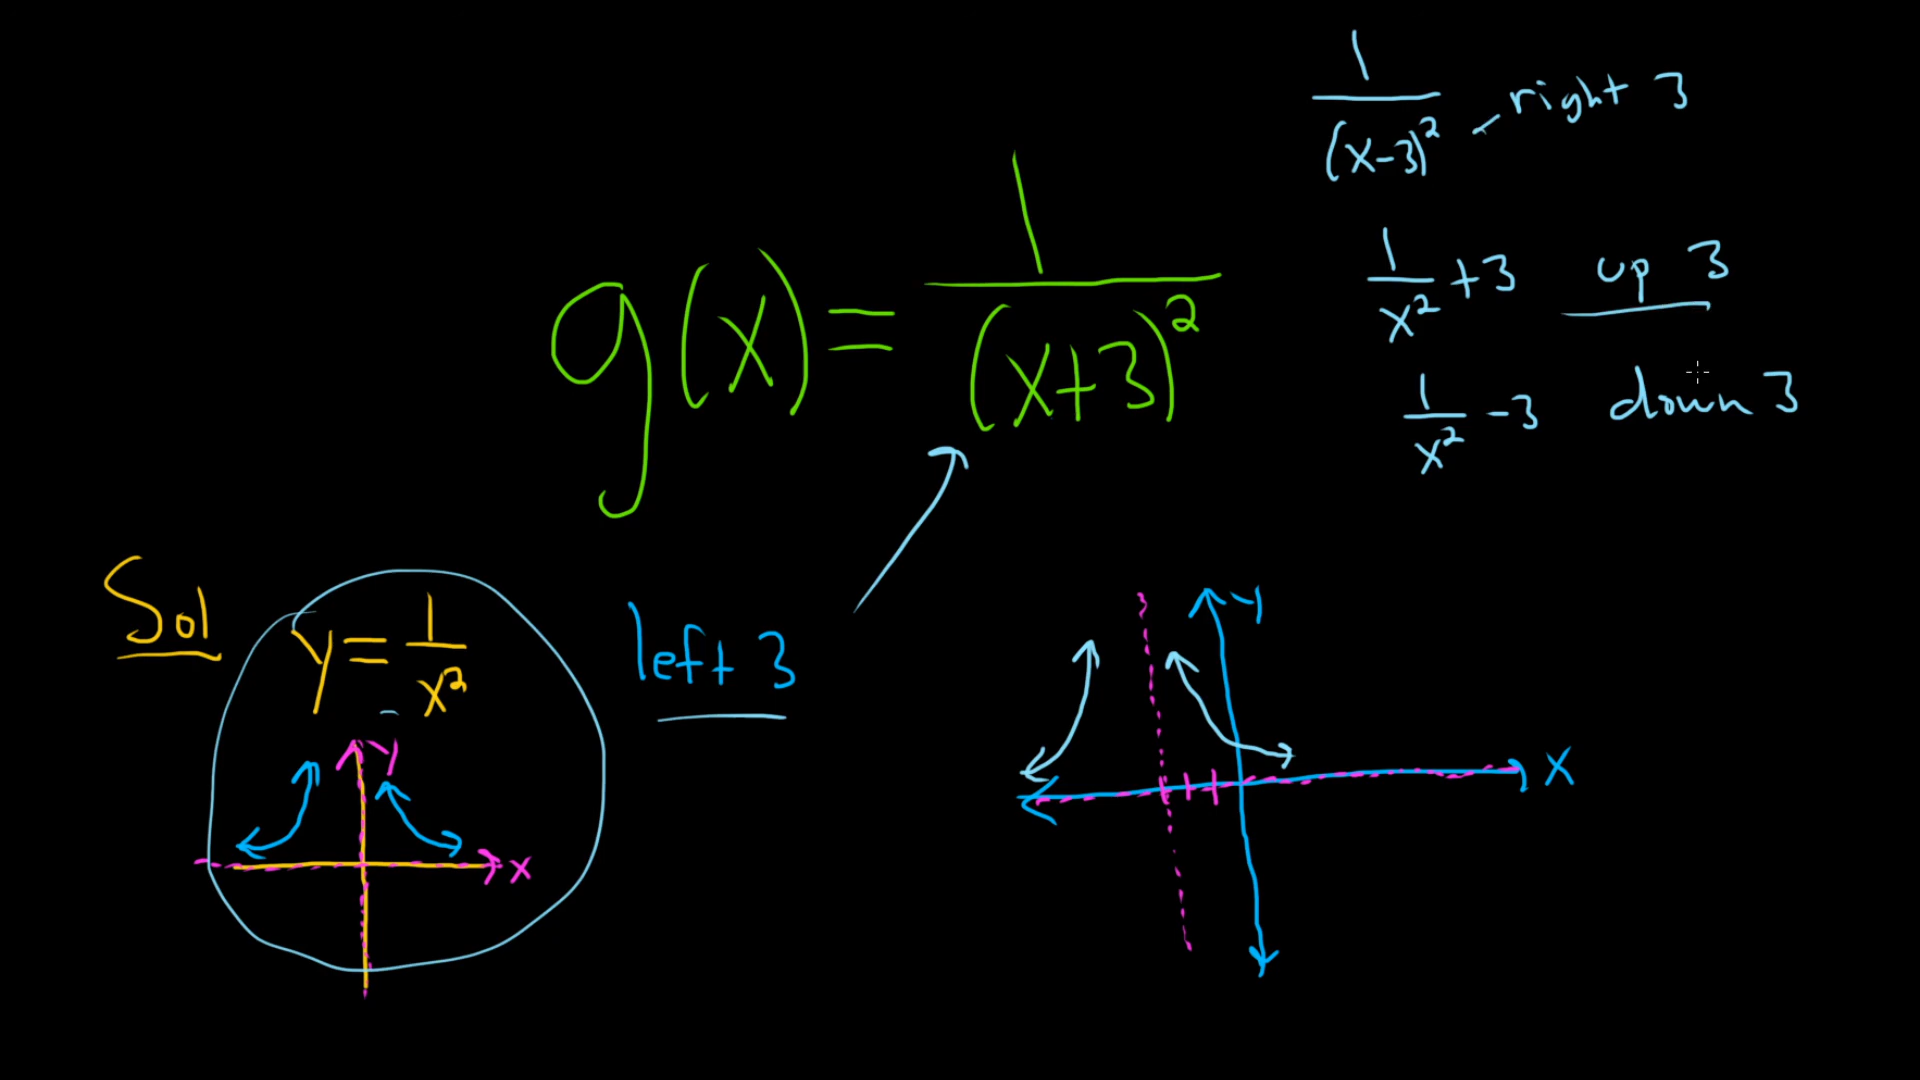 1/(x-3)² - right 3
g(x) = 1/(x+3)²
1/x² + 3 up 3
1/x² - 3 down 3
Sol
y = 1/x²
left 3
y
x
y
x